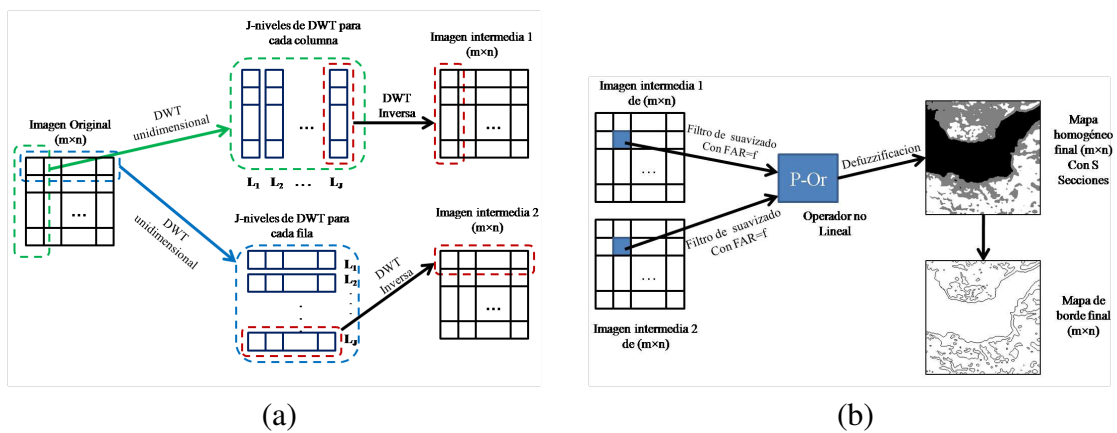 J-niveles de DWT para
cada columna
Imagen intermedia 1
(m×n)
Imagen Original
(m×n)
DWT
unidimensional
...
...
DWT
Inversa
...
L1 L2 ... LJ
DWT
unidimensional
J-niveles de DWT para
cada fila
Imagen intermedia 2
(m×n)
L1
L2
.
.
.
LJ
DWT
Inversa
...
(a)
Imagen intermedia 1
de (m×n)
...
Filtro de suavizado
Con FAR=f
P-Or
Operador no
Lineal
Defuzzificacion
Mapa
homogéneo
final (m×n)
Con S
Secciones
...
Filtro de suavizado
Con FAR=f
Imagen intermedia 2
de (m×n)
Mapa de
borde final
(m×n)
(b)